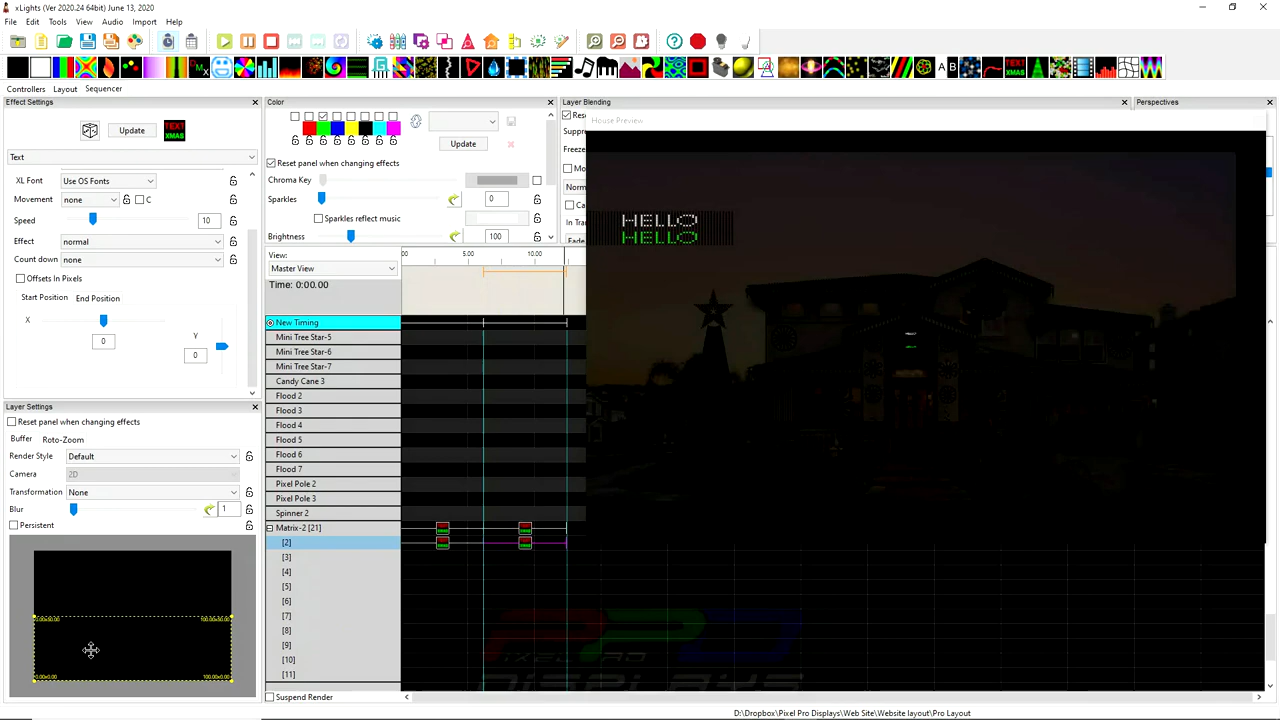 xLights (Ver 2020.24 64bit) June 13, 2020
File Edit Tools View Audio Import Help
Controllers Layout Sequencer
Effect Settings
Color
Layer Blending
Perspectives
Update
TEXT XMAS
Text
XL Font Use OS Fonts
Movement none C
Speed 10
Effect normal
Count down none
Offsets In Pixels
Start Position End Position
X
0
Y
0
Update
Reset panel when changing effects
Chroma Key
Sparkles 0
Sparkles reflect music
Brightness 100
House Preview
HELLO
HELLO
View:
Master View
Time: 0:00.00
5.00 10.00
New Timing
Mini Tree Star-5
Mini Tree Star-6
Mini Tree Star-7
Candy Cane 3
Flood 2
Flood 3
Flood 4
Flood 5
Flood 6
Flood 7
Pixel Pole 2
Pixel Pole 3
Spinner 2
Matrix-2 [21]
[2]
[3]
[4]
[5]
[6]
[7]
[8]
[9]
[10]
[11]
Suspend Render
Layer Settings
Reset panel when changing effects
Buffer Roto-Zoom
Render Style Default
Camera 2D
Transformation None
Blur 1
Persistent
PPD
PIXEL PRO
DISPLAYS
D:\Dropbox\Pixel Pro Displays\Web Site\Website layout\Pro Layout